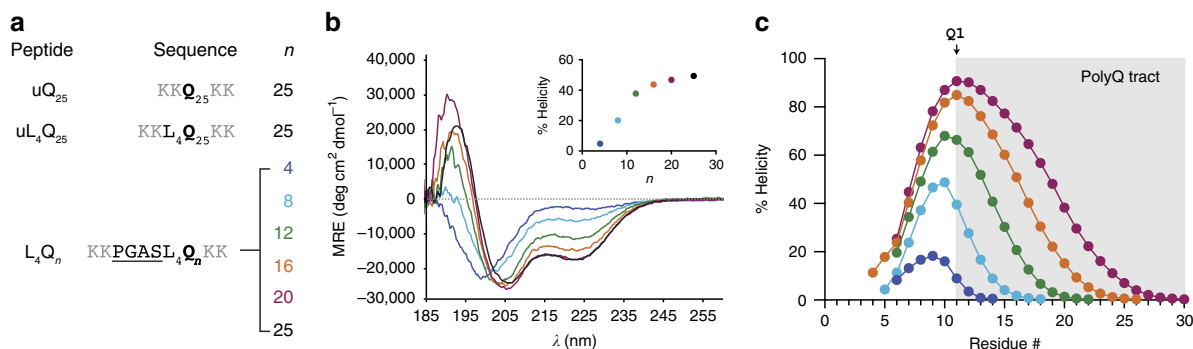 a
Peptide Sequence n
uQ25 KKQ25KK 25
uL4Q25 KKL4Q25KK 25
L4Qn KKPGASL4QnKK
4
8
12
16
20
25
b
MRE (deg cm² dmol⁻¹)
40,000
30,000
20,000
10,000
0
−10,000
−20,000
−30,000
185 195 205 215 225 235 245 255
λ (nm)
% Helicity
60
40
20
0
0 10 20 30
n
c
Q1
PolyQ tract
% Helicity
100
80
60
40
20
0
0 5 10 15 20 25 30
Residue #